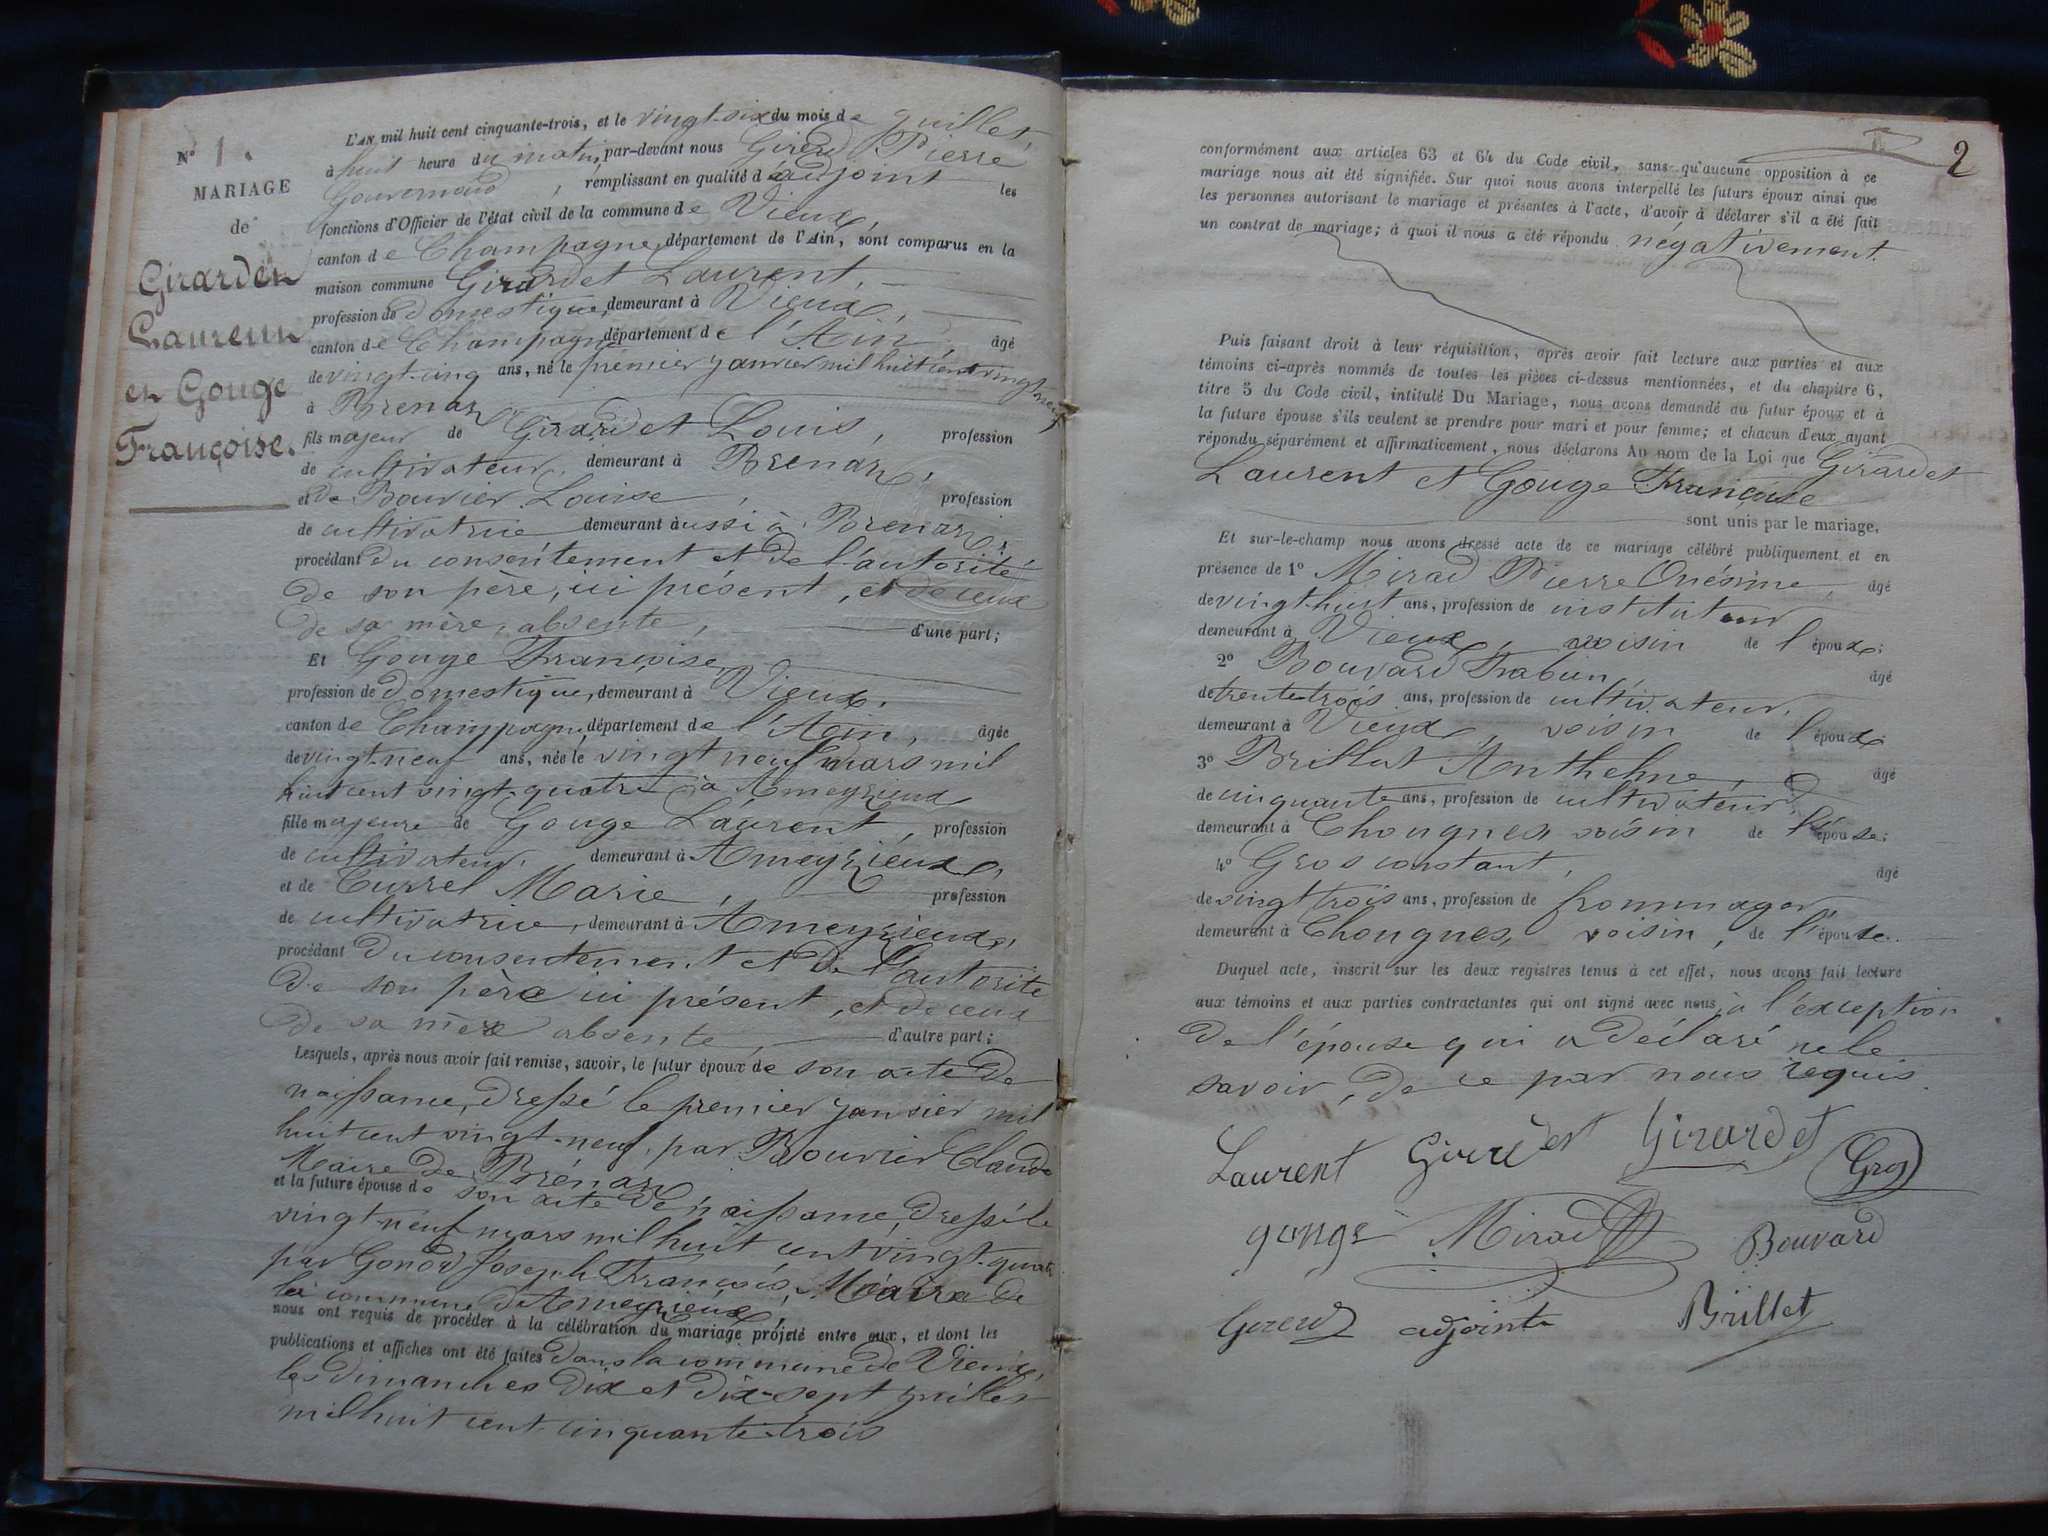 N° 1.
MARIAGE
de
Girardet
Laurent
et Gouge
Françoise.
L'AN mil huit cent cinquante-trois, et le vingt-six du mois de juillet
à huit heure du matin, par-devant nous Girerd Pierre
Gouvernaud, remplissant en qualité d'adjoint les
fonctions d'Officier de l'état civil de la commune de Vieux,
canton de Champagne, département de l'Ain, sont comparus en la
maison commune Girardet Laurent,
profession de domestique, demeurant à Vieux,
canton de Champagne, département de l'Ain, âgé
de vingt-cinq ans, né le premier janvier mil huit cent vingt neuf
à Brenaz
fils majeur de Girardet Louis, profession
de cultivateur, demeurant à Brenaz,
et de Bouvier Louise, profession
de cultivatrice demeurant aussi à Brenaz;
procédant du consentement et de l'autorité
de son père, ici présent, et de ceux
de sa mère, absente, d'une part;
Et Gouge Françoise,
profession de domestique, demeurant à Vieux,
canton de Champagne, département de l'Ain, âgée
de vingt-neuf ans, née le vingt neuf mars mil
huit cent vingt-quatre à Ameyzieux
fille majeure de Gouge Laurent, profession
de cultivateur, demeurant à Ameyzieux,
et de Turrel Marie, profession
de cultivatrice, demeurant à Ameyzieux,
procédant du consentement et de l'autorité
de son père ici présent, et de ceux
de sa mère absente, d'autre part;
Lesquels, après nous avoir fait remise, savoir, le futur époux de son acte de
naissance, dressé le premier janvier mil
huit cent vingt-neuf, par Bouvier Claude
Maire de Brénaz
et la future épouse de son acte de naissance, dressé le
vingt-neuf mars mil huit cent vingt-quatre
par Gonod Joseph François, Maire de
la commune d'Ameyzieux,
nous ont requis de procéder à la célébration du mariage projeté entre eux, et dont les
publications et affiches ont été faites dans la commune de Vieux,
les dimanches dix et dix-sept juillet
mil huit cent cinquante-trois
2
conformément aux articles 63 et 64 du Code civil, sans qu'aucune opposition à ce
mariage nous ait été signifiée. Sur quoi nous avons interpellé les futurs époux ainsi que
les personnes autorisant le mariage et présentes à l'acte, d'avoir à déclarer s'il a été fait
un contrat de mariage; à quoi il nous a été répondu négativement.
Puis faisant droit à leur réquisition, après avoir fait lecture aux parties et aux
témoins ci-après nommés de toutes les pièces ci-dessus mentionnées, et du chapitre 6,
titre 5 du Code civil, intitulé Du Mariage, nous avons demandé au futur époux et à
la future épouse s'ils veulent se prendre pour mari et pour femme; et chacun d'eux ayant
répondu séparément et affirmativement, nous déclarons Au nom de la Loi que Girardet
Laurent et Gouge Françoise
sont unis par le mariage.
Et sur-le-champ nous avons dressé acte de ce mariage célébré publiquement et en
présence de 1° Mirad Pierre Onésime, âgé
de vingt-huit ans, profession de instituteur
demeurant à Vieux, voisin de l'époux;
2° Bouvard Fabien, âgé
de trente-trois ans, profession de cultivateur,
demeurant à Vieux, voisin de l'époux;
3° Brillat Anthelme, âgé
de cinquante ans, profession de cultivateur,
demeurant à Chongnes, voisin de l'épouse;
4° Gros constant, âgé
de vingt trois ans, profession de frommager
demeurant à Chongnes, voisin, de l'épouse.
Duquel acte, inscrit sur les deux registres tenus à cet effet, nous avons fait lecture
aux témoins et aux parties contractantes qui ont signé avec nous, à l'exception
de l'épouse qui a déclaré ne le
savoir, de ce par nous requis.
Laurent Girardet Girardet Gros
gouge Mirad Bouvard
Girerd adjoint Brillat